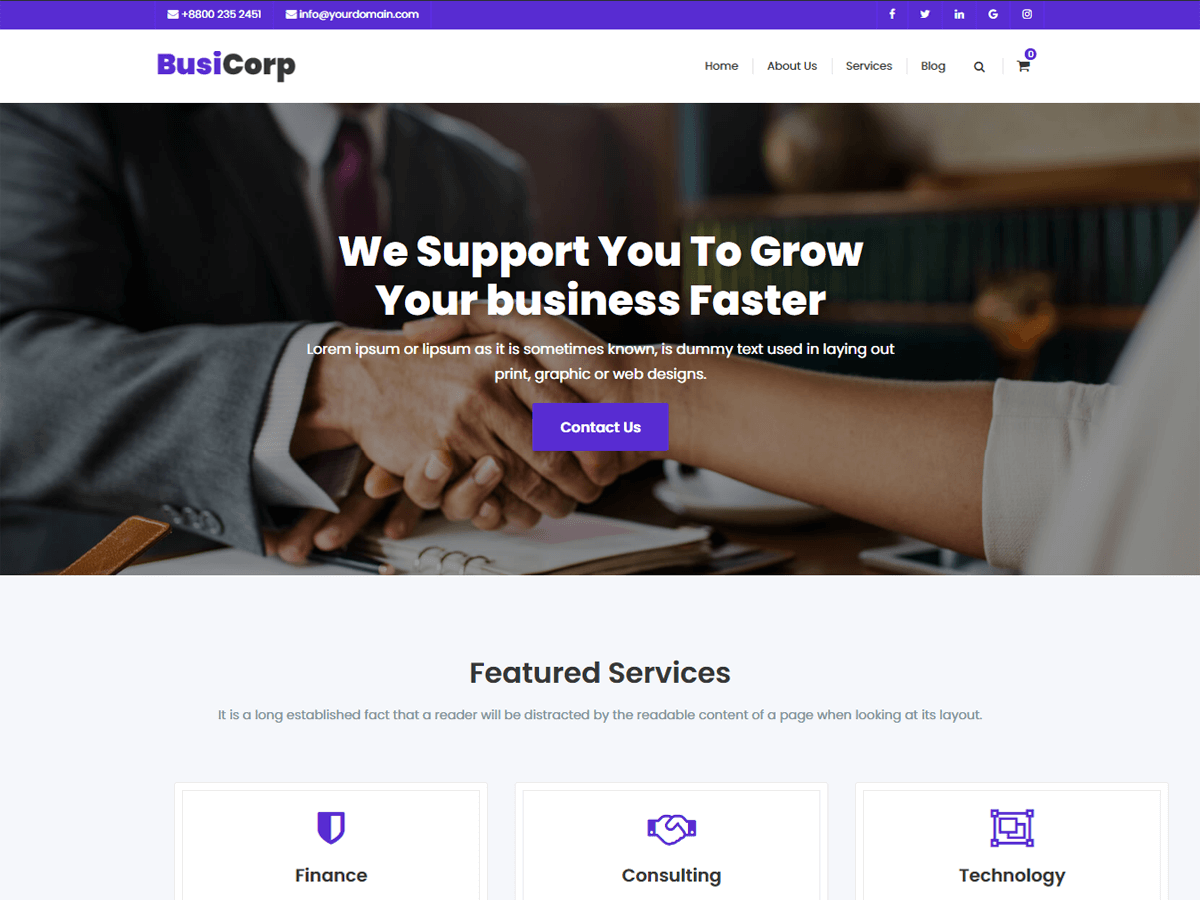 +8800 235 2451 info@yourdomain.com
BusiCorp
Home About Us Services Blog 0
We Support You To Grow
Your business Faster
Lorem ipsum or lipsum as it is sometimes known, is dummy text used in laying out
print, graphic or web designs.
Contact Us
Featured Services
It is a long established fact that a reader will be distracted by the readable content of a page when looking at its layout.
Finance Consulting Technology